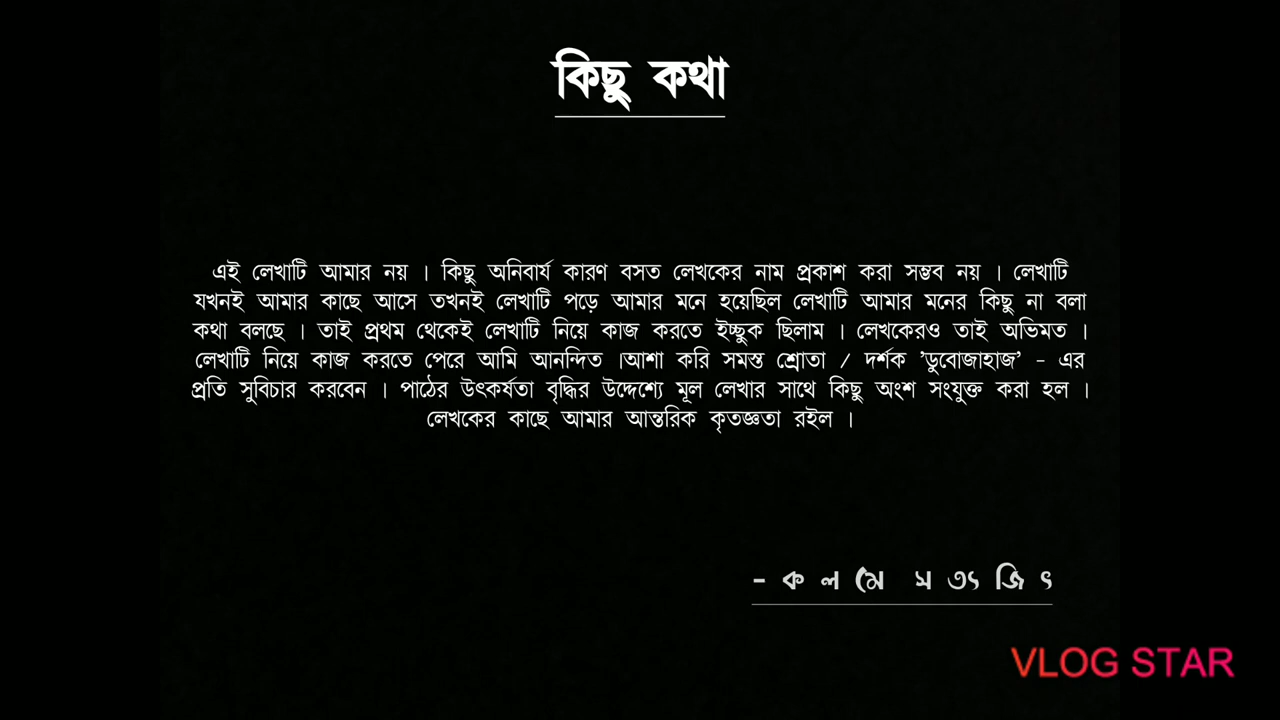 কিছু কথা
এই লেখাটি আমার নয় । কিছু অনিবার্য কারণ বসত লেখকের নাম প্রকাশ করা সম্ভব নয় । লেখাটি
যখনই আমার কাছে আসে তখনই লেখাটি পড়ে আমার মনে হয়েছিল লেখাটি আমার মনের কিছু না বলা
কথা বলছে । তাই প্রথম থেকেই লেখাটি নিয়ে কাজ করতে ইচ্ছুক ছিলাম । লেখকেরও তাই অভিমত ।
লেখাটি নিয়ে কাজ করতে পেরে আমি আনন্দিত ।আশা করি সমস্ত শ্রোতা / দর্শক 'ডুবোজাহাজ' - এর
প্রতি সুবিচার করবেন । পাঠের উৎকর্ষতা বৃদ্ধির উদ্দেশ্যে মূল লেখার সাথে কিছু অংশ সংযুক্ত করা হল ।
লেখকের কাছে আমার আন্তরিক কৃতজ্ঞতা রইল ।
- ক ল মে স ত্য জি ৎ
VLOG STAR